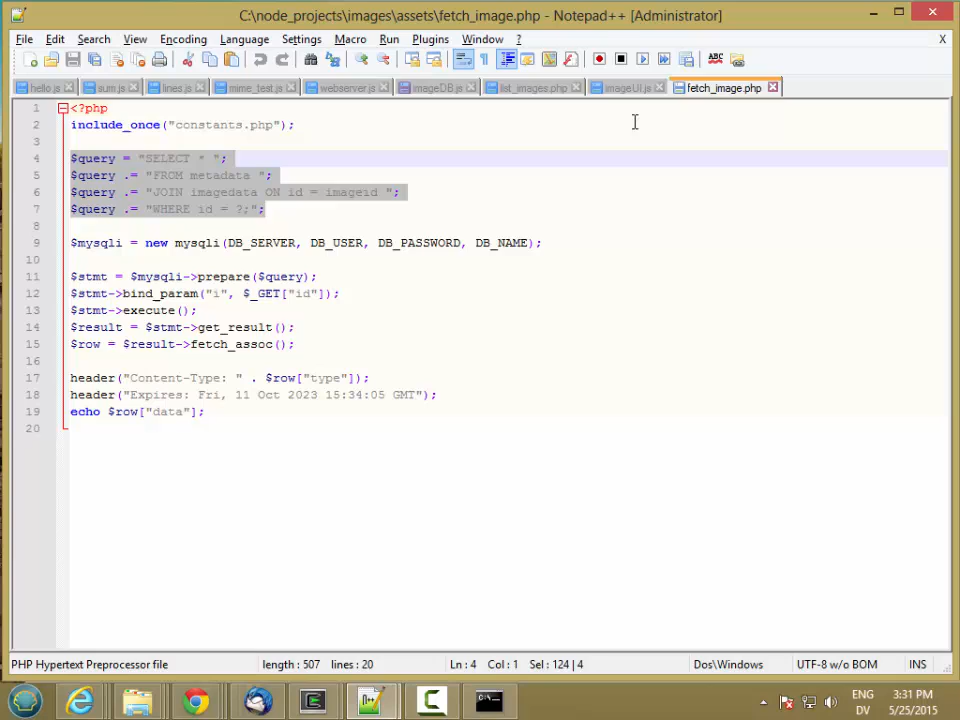 C:\node_projects\images\assets\fetch_image.php - Notepad++ [Administrator]
File Edit Search View Encoding Language Settings Macro Run Plugins Window ? X
hello.js sum.js lines.js mime_test.js webserver.js imageDB.js list_images.php imageUI.js fetch_image.php
1 <?php
2 include_once("constants.php");
3
4 $query = "SELECT * ";
5 $query .= "FROM metadata ";
6 $query .= "JOIN imagedata ON id = imageid ";
7 $query .= "WHERE id = ?;";
8
9 $mysqli = new mysqli(DB_SERVER, DB_USER, DB_PASSWORD, DB_NAME);
10
11 $stmt = $mysqli->prepare($query);
12 $stmt->bind_param("i", $_GET["id"]);
13 $stmt->execute();
14 $result = $stmt->get_result();
15 $row = $result->fetch_assoc();
16
17 header("Content-Type: " . $row["type"]);
18 header("Expires: Fri, 11 Oct 2023 15:34:05 GMT");
19 echo $row["data"];
20
PHP Hypertext Preprocessor file length : 507 lines : 20 Ln : 4 Col : 1 Sel : 124 | 4 Dos\Windows UTF-8 w/o BOM INS
ENG 3:31 PM
DV 5/25/2015